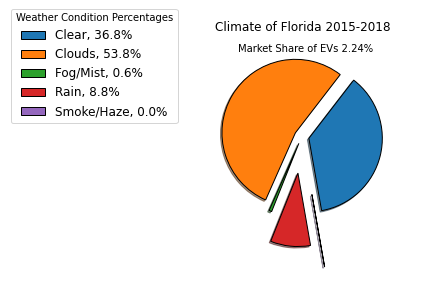 Weather Condition Percentages
Clear, 36.8%
Clouds, 53.8%
Fog/Mist, 0.6%
Rain, 8.8%
Smoke/Haze, 0.0%
Climate of Florida 2015-2018
Market Share of EVs 2.24%